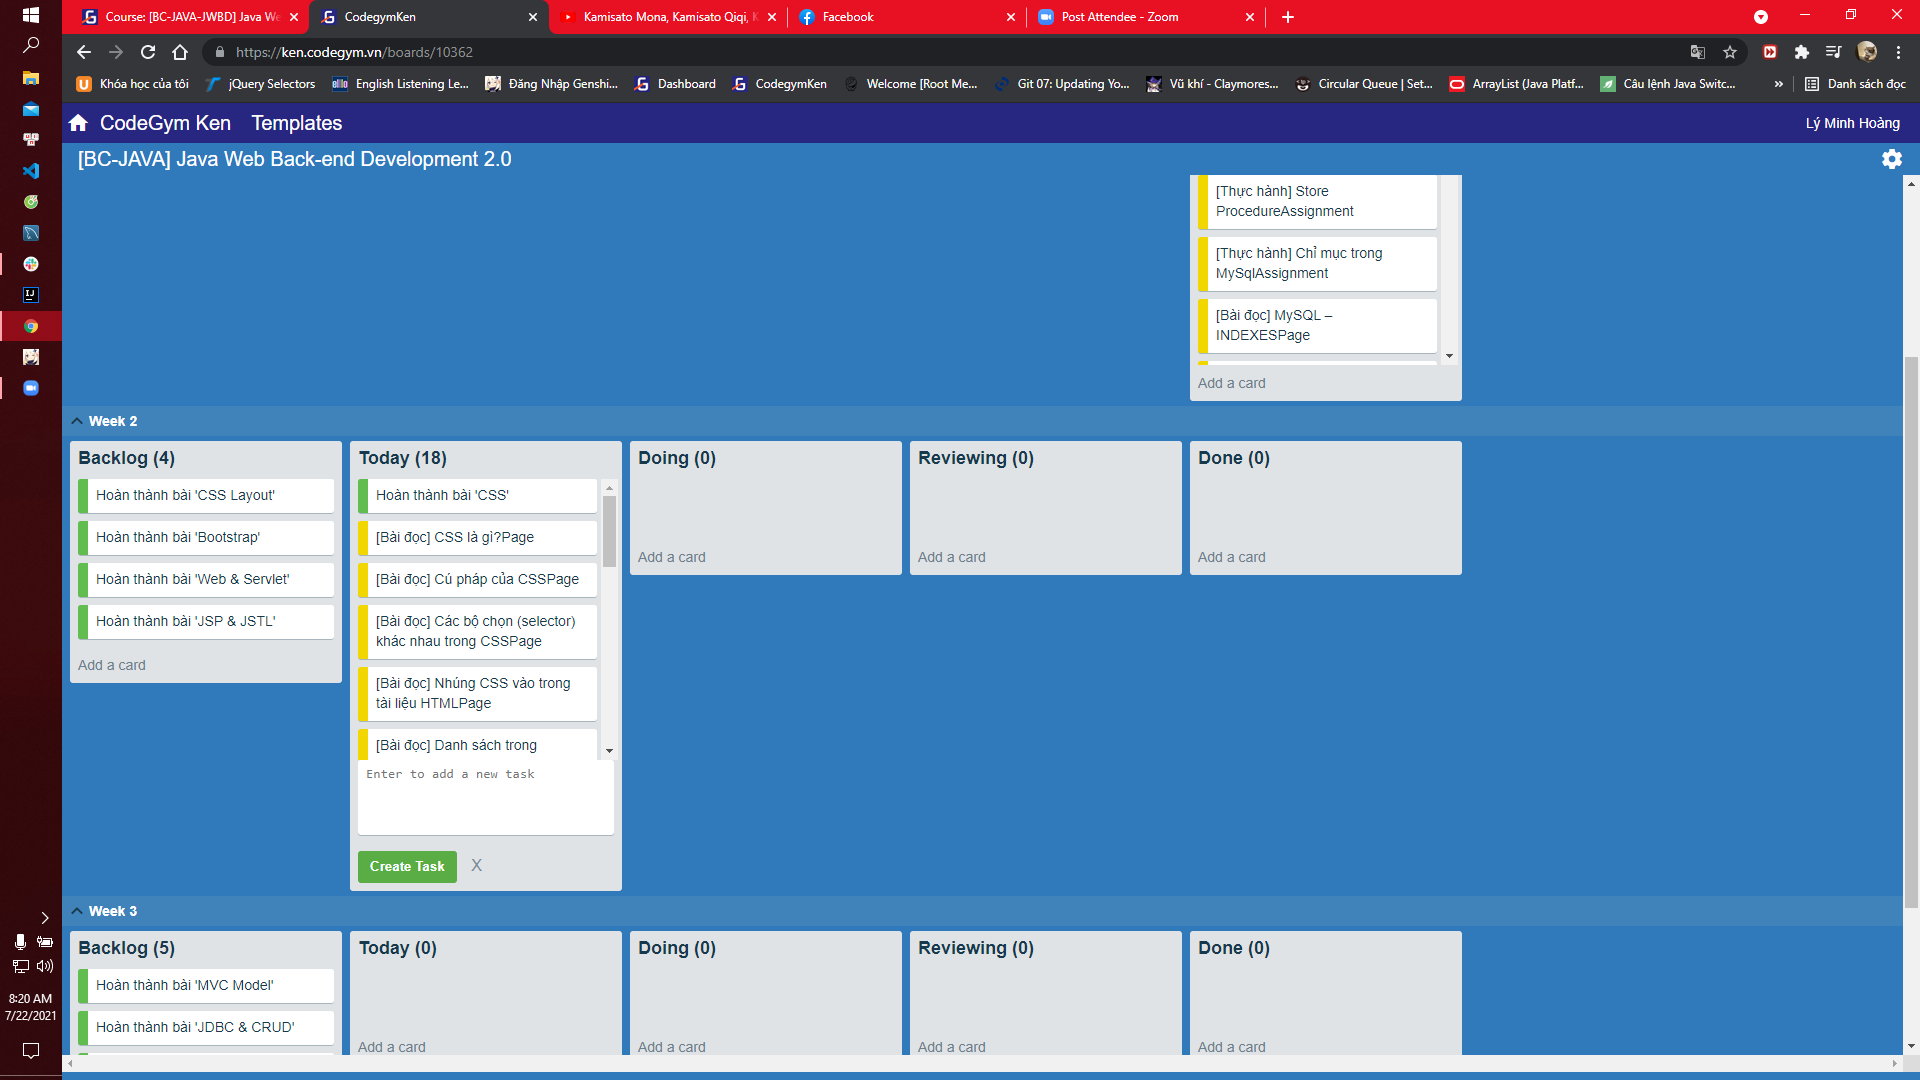 Course: [BC-JAVA-JWBD] Java We
CodegymKen
Kamisato Mona, Kamisato Qiqi, K
Facebook
Post Attendee - Zoom
https://ken.codegym.vn/boards/10362
Khóa học của tôi
jQuery Selectors
English Listening Le...
Đăng Nhập Genshi...
Dashboard
CodegymKen
Welcome [Root Me...
Git 07: Updating Yo...
Vũ khí - Claymores...
Circular Queue | Set...
ArrayList (Java Platf...
Câu lệnh Java Switc...
»
Danh sách đọc
CodeGym Ken
Templates
Lý Minh Hoàng
[BC-JAVA] Java Web Back-end Development 2.0
[Thực hành] Store
ProcedureAssignment
[Thực hành] Chỉ mục trong
MySqlAssignment
[Bài đọc] MySQL –
INDEXESPage
Add a card
Week 2
Backlog (4)
Hoàn thành bài 'CSS Layout'
Hoàn thành bài 'Bootstrap'
Hoàn thành bài 'Web & Servlet'
Hoàn thành bài 'JSP & JSTL'
Add a card
Today (18)
Hoàn thành bài 'CSS'
[Bài đọc] CSS là gì?Page
[Bài đọc] Cú pháp của CSSPage
[Bài đọc] Các bộ chọn (selector)
khác nhau trong CSSPage
[Bài đọc] Nhúng CSS vào trong
tài liệu HTMLPage
[Bài đọc] Danh sách trong
Enter to add a new task
Create Task
X
Doing (0)
Add a card
Reviewing (0)
Add a card
Done (0)
Add a card
Week 3
Backlog (5)
Hoàn thành bài 'MVC Model'
Hoàn thành bài 'JDBC & CRUD'
Today (0)
Add a card
Doing (0)
Add a card
Reviewing (0)
Add a card
Done (0)
Add a card
8:20 AM
7/22/2021